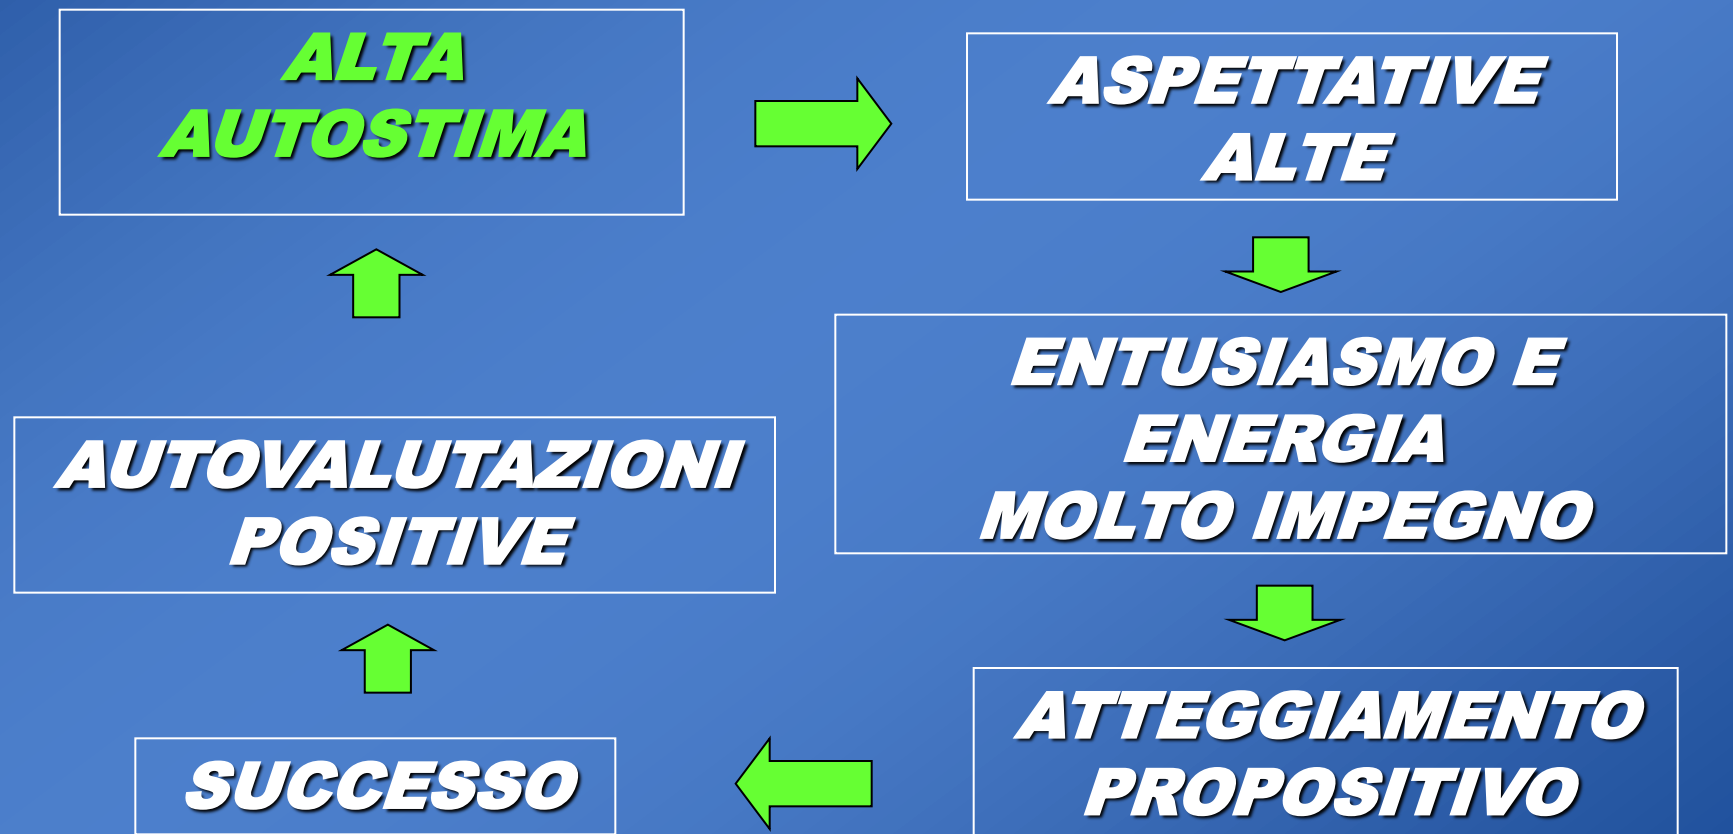 ALTA
AUTOSTIMA
ASPETTATIVE
ALTE
ENTUSIASMO E
ENERGIA
MOLTO IMPEGNO
ATTEGGIAMENTO
PROPOSITIVO
SUCCESSO
AUTOVALUTAZIONI
POSITIVE